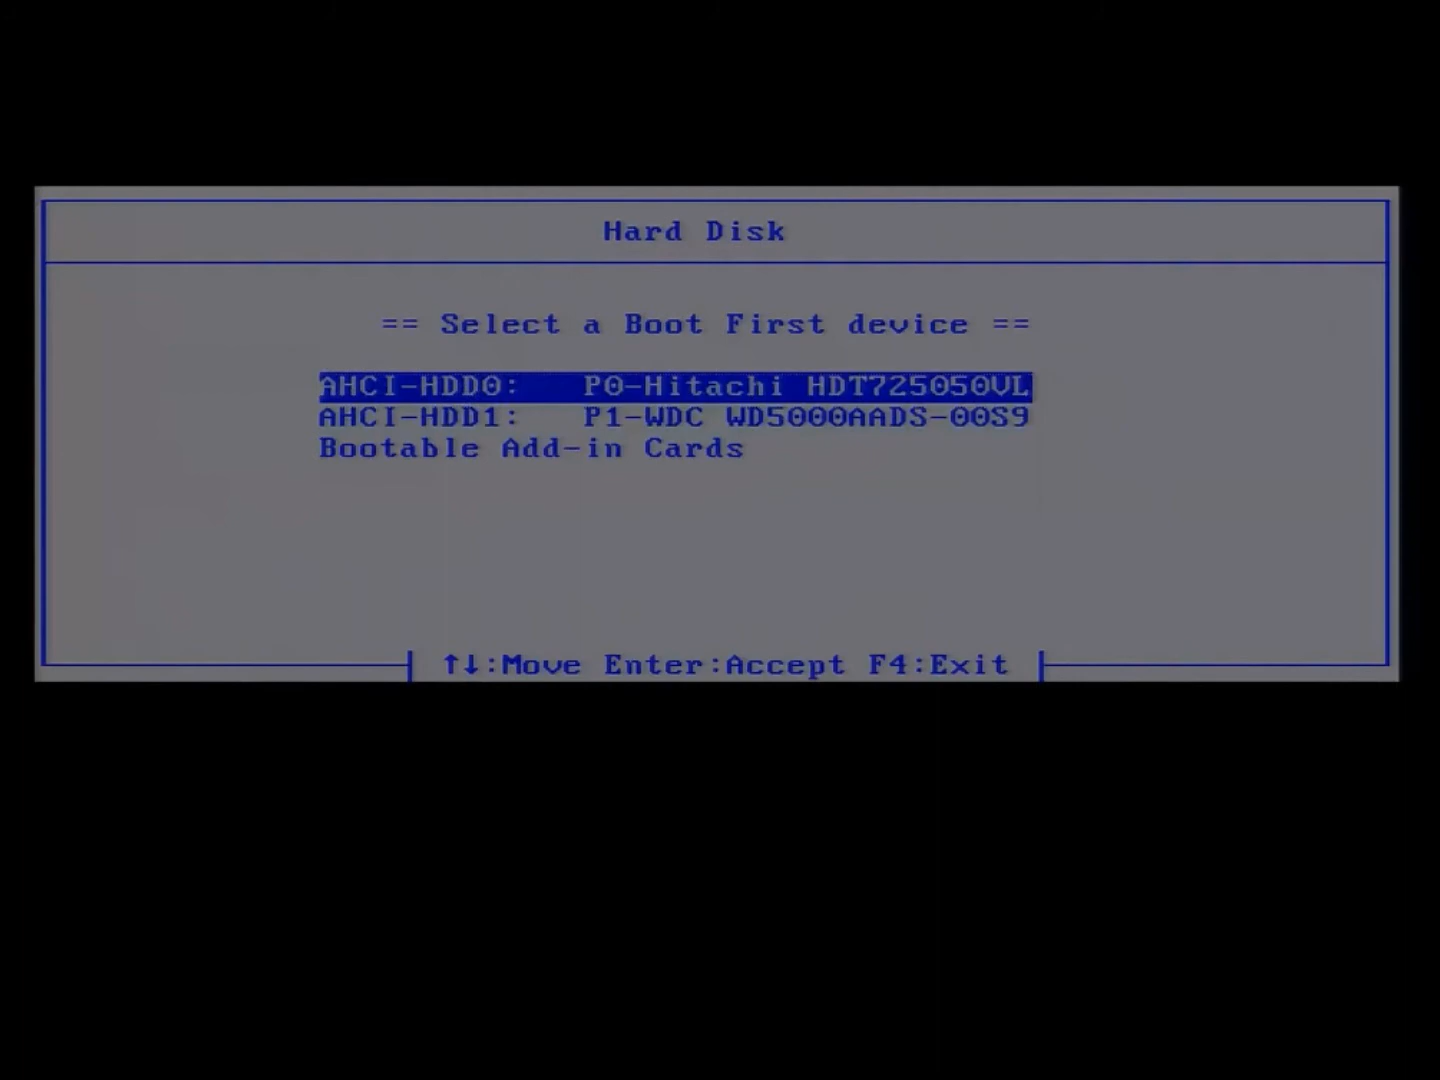 Hard Disk
== Select a Boot First device ==
AHCI-HDD0: P0-Hitachi HDT725050VL
AHCI-HDD1: P1-WDC WD5000AADS-00S9
Bootable Add-in Cards
↑↓:Move Enter:Accept F4:Exit